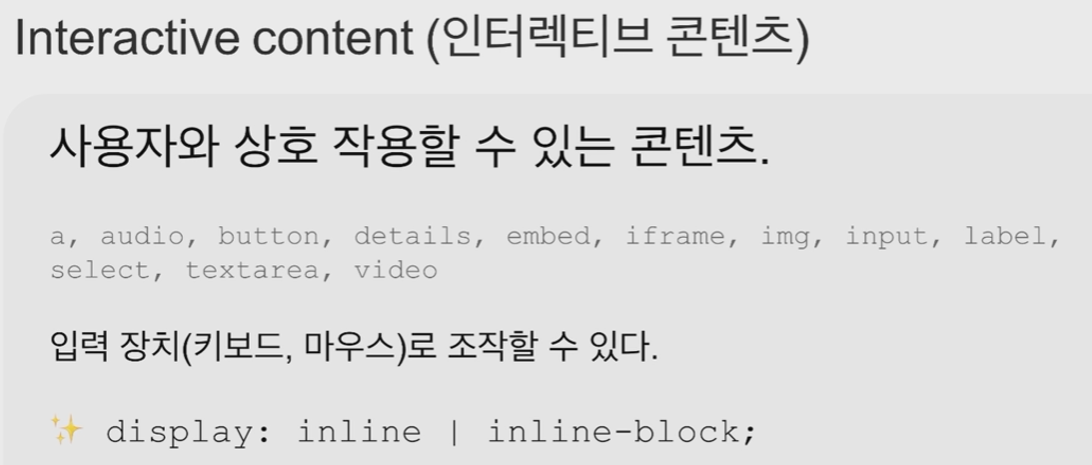 Interactive content (인터렉티브 콘텐츠)
사용자와 상호 작용할 수 있는 콘텐츠.
a, audio, button, details, embed, iframe, img, input, label,
select, textarea, video
입력 장치(키보드, 마우스)로 조작할 수 있다.
✨ display: inline | inline-block;